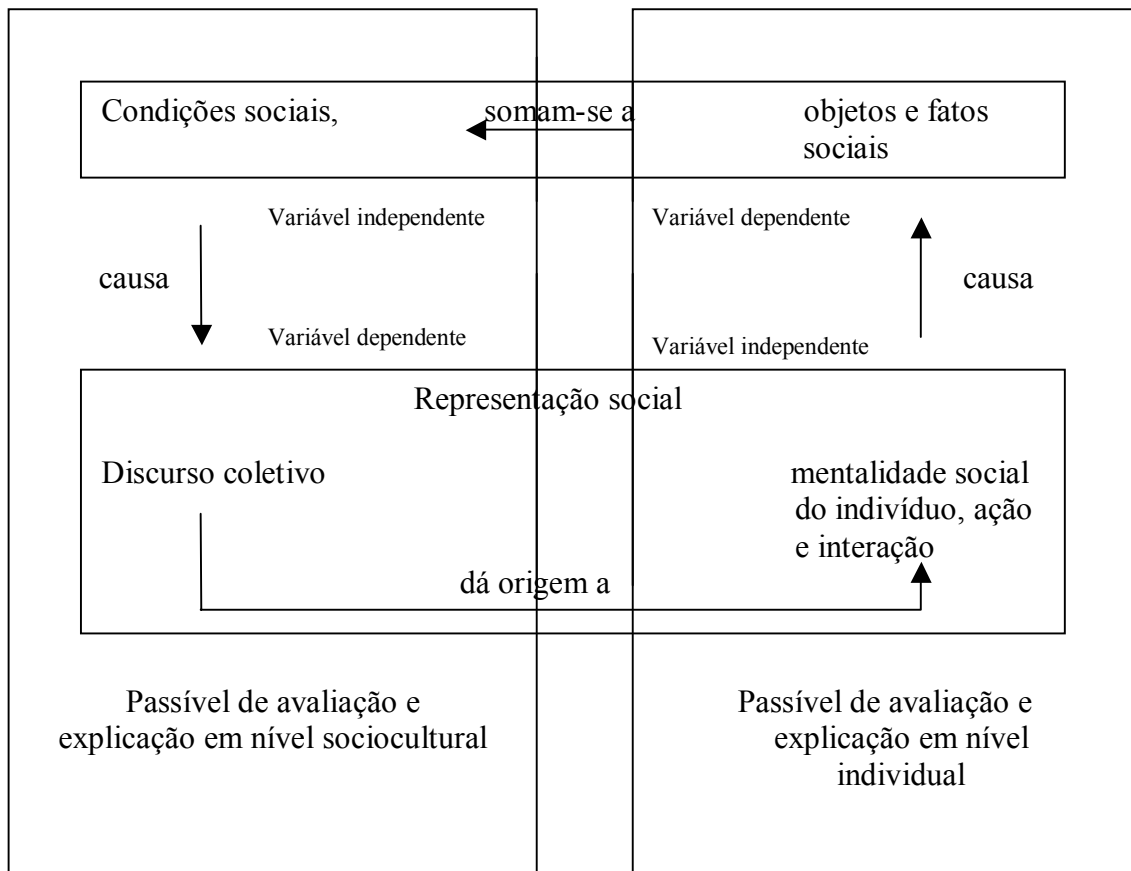 Condições sociais, somam-se a objetos e fatos
sociais
Variável independente Variável dependente
causa causa
Variável dependente Variável independente
Representação social
Discurso coletivo mentalidade social
do indivíduo, ação
e interação
dá origem a
Passível de avaliação e
explicação em nível sociocultural
Passível de avaliação e
explicação em nível
individual